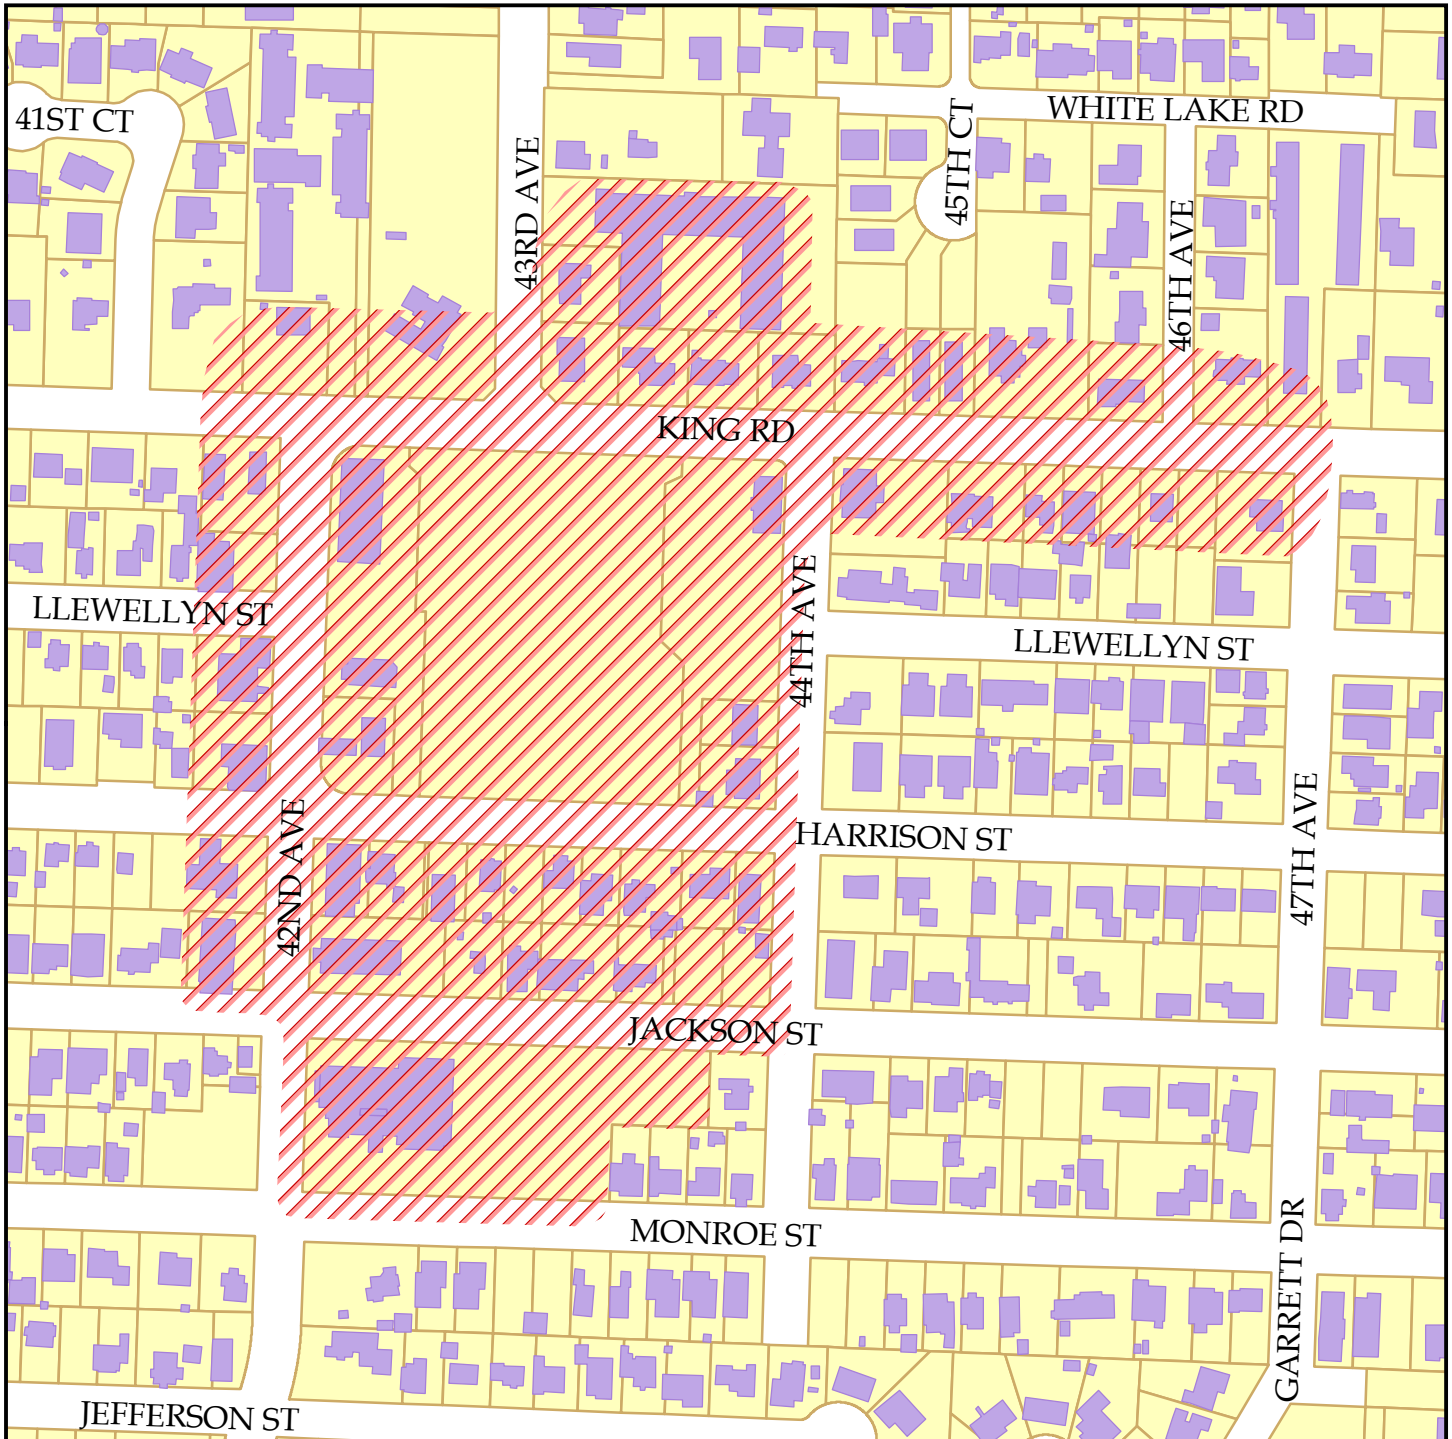 WHITE LAKE RD
41ST CT
45TH CT
43RD AVE
46TH AVE
KING RD
LLEWELLYN ST
44TH AVE
LLEWELLYN ST
HARRISON ST
42ND AVE
47TH AVE
JACKSON ST
MONROE ST
GARRETT DR
JEFFERSON ST